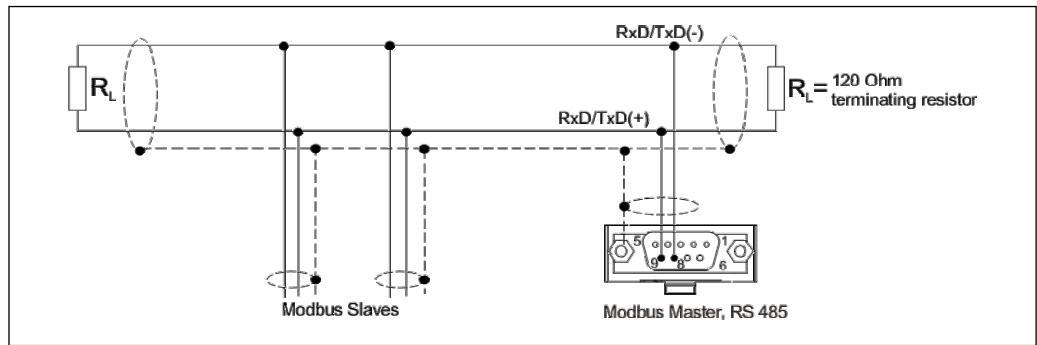 RxD/TxD(-)
RL
RL= 120 Ohm
terminating resistor
RxD/TxD(+)
5
1
9
8
6
Modbus Slaves
Modbus Master, RS 485